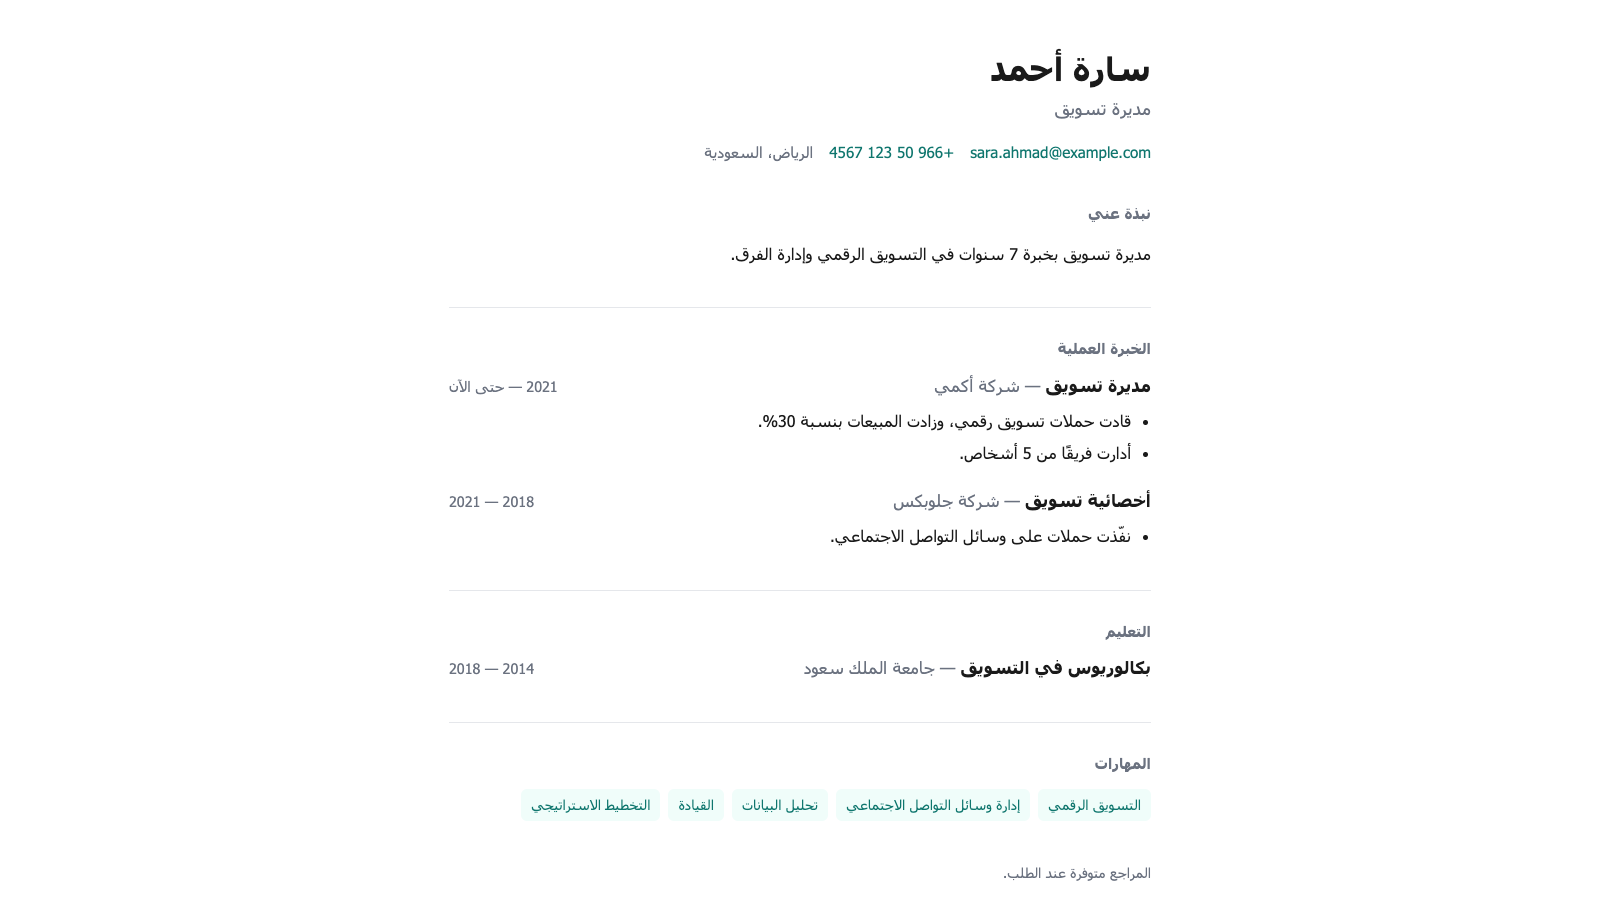 سارة أحمد
مديرة تسويق
sara.ahmad@example.com +966 50 123 4567 الرياض، السعودية
نبذة عني
مديرة تسويق بخبرة 7 سنوات في التسويق الرقمي وإدارة الفرق.
الخبرة العملية
مديرة تسويق — شركة أكمي 2021 — حتى الآن
• قادت حملات تسويق رقمي، وزادت المبيعات بنسبة 30%.
• أدارت فريقًا من 5 أشخاص.
أخصائية تسويق — شركة جلوبكس 2018 — 2021
• نفّذت حملات على وسائل التواصل الاجتماعي.
التعليم
بكالوريوس في التسويق — جامعة الملك سعود 2014 — 2018
المهارات
التسويق الرقمي إدارة وسائل التواصل الاجتماعي تحليل البيانات القيادة التخطيط الاستراتيجي
المراجع متوفرة عند الطلب.